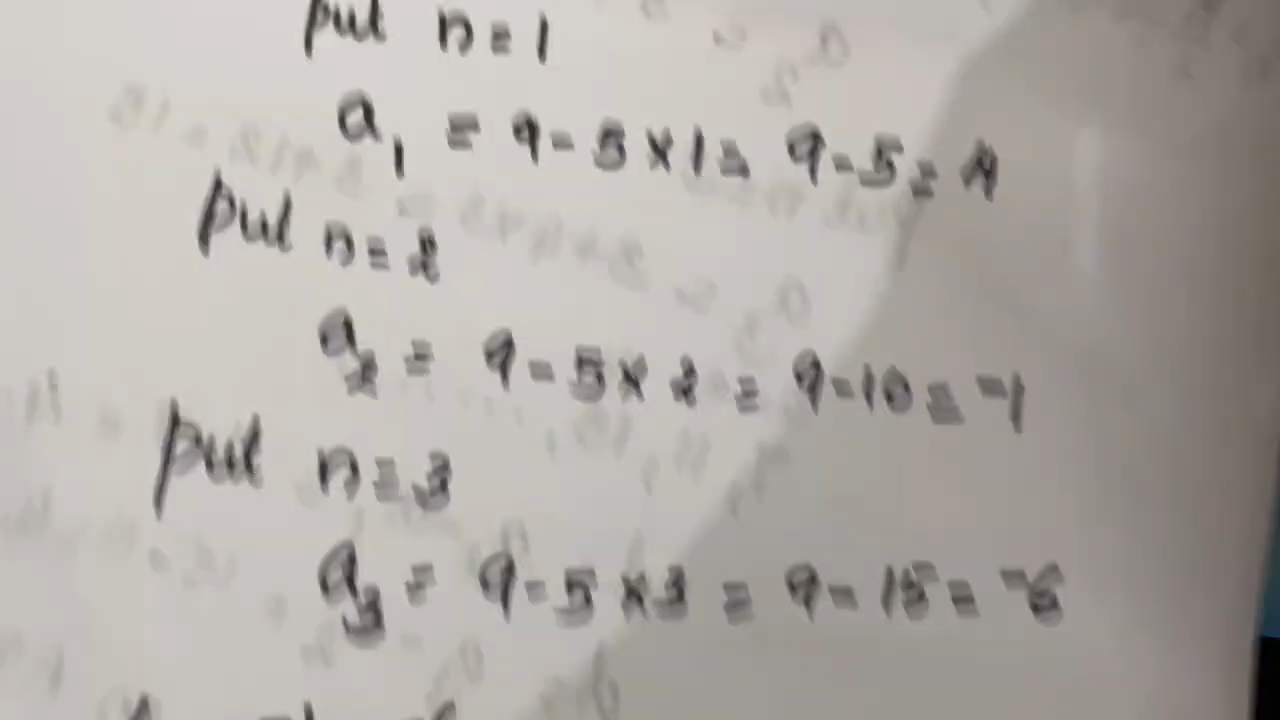 put n=1
a₁ = 9-5×1= 9-5=4
put n=2
a₂ = 9-5×2 = 9-10=-1
put n=3
a₃ = 9-5×3 = 9-15=-6